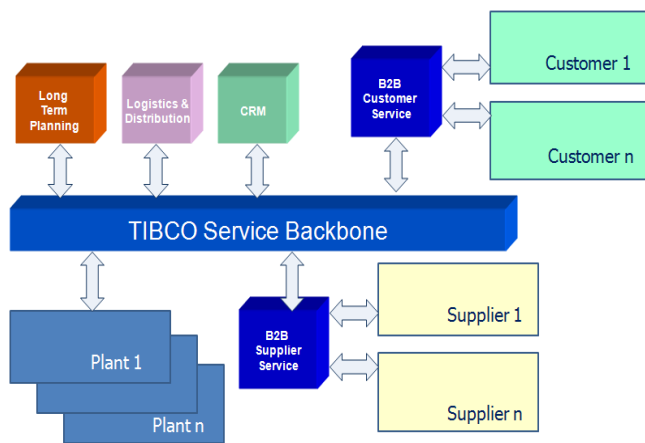 Long
Term
Planning
Logistics &
Distribution
CRM
B2B
Customer
Service
Customer 1
Customer n
TIBCO Service Backbone
Plant 1
Plant n
B2B
Supplier
Service
Supplier 1
Supplier n